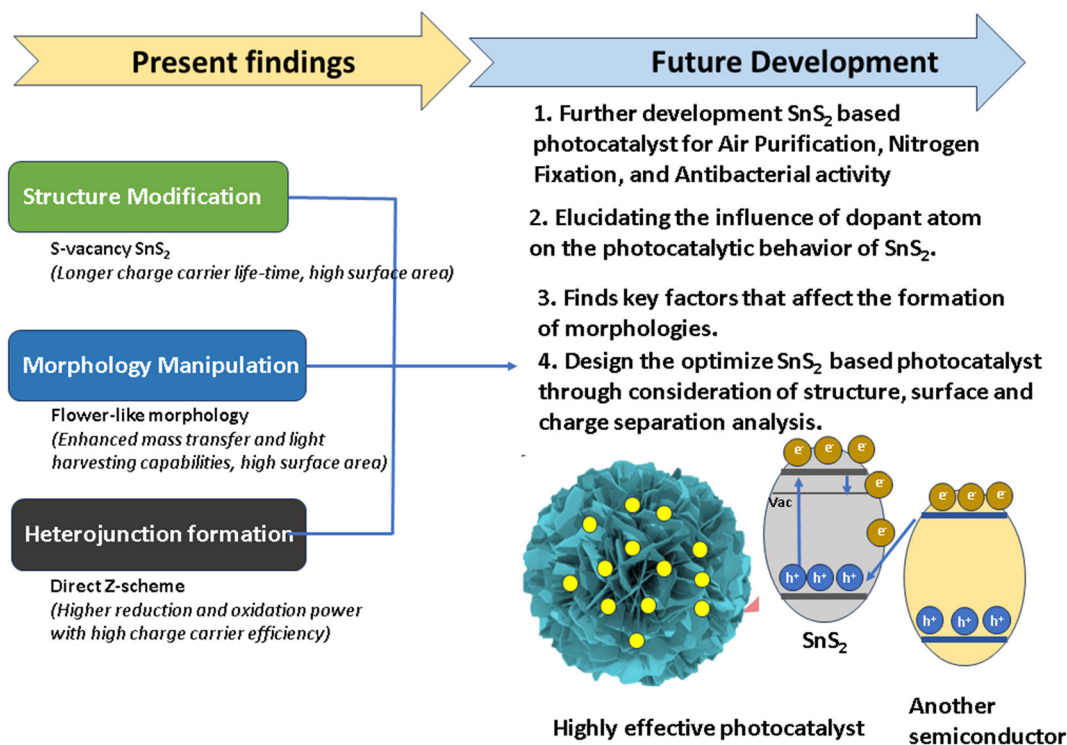 Present findings
Future Development
Structure Modification
S-vacancy SnS₂
(Longer charge carrier life-time, high surface area)
Morphology Manipulation
Flower-like morphology
(Enhanced mass transfer and light
harvesting capabilities, high surface area)
Heterojunction formation
Direct Z-scheme
(Higher reduction and oxidation power
with high charge carrier efficiency)
1. Further development SnS₂ based
photocatalyst for Air Purification, Nitrogen
Fixation, and Antibacterial activity
2. Elucidating the influence of dopant atom
on the photocatalytic behavior of SnS₂.
3. Finds key factors that affect the formation
of morphologies.
4. Design the optimize SnS₂ based photocatalyst
through consideration of structure, surface and
charge separation analysis.
e⁻ e⁻ e⁻
e⁻
Vac
e⁻
h⁺ h⁺ h⁺
SnS₂
e⁻ e⁻ e⁻
h⁺ h⁺ h⁺
Highly effective photocatalyst
Another
semiconductor